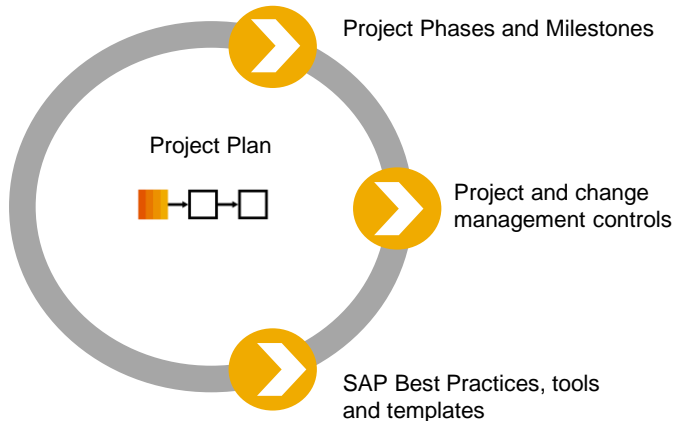 Project Phases and Milestones
Project Plan
Project and change
management controls
SAP Best Practices, tools
and templates